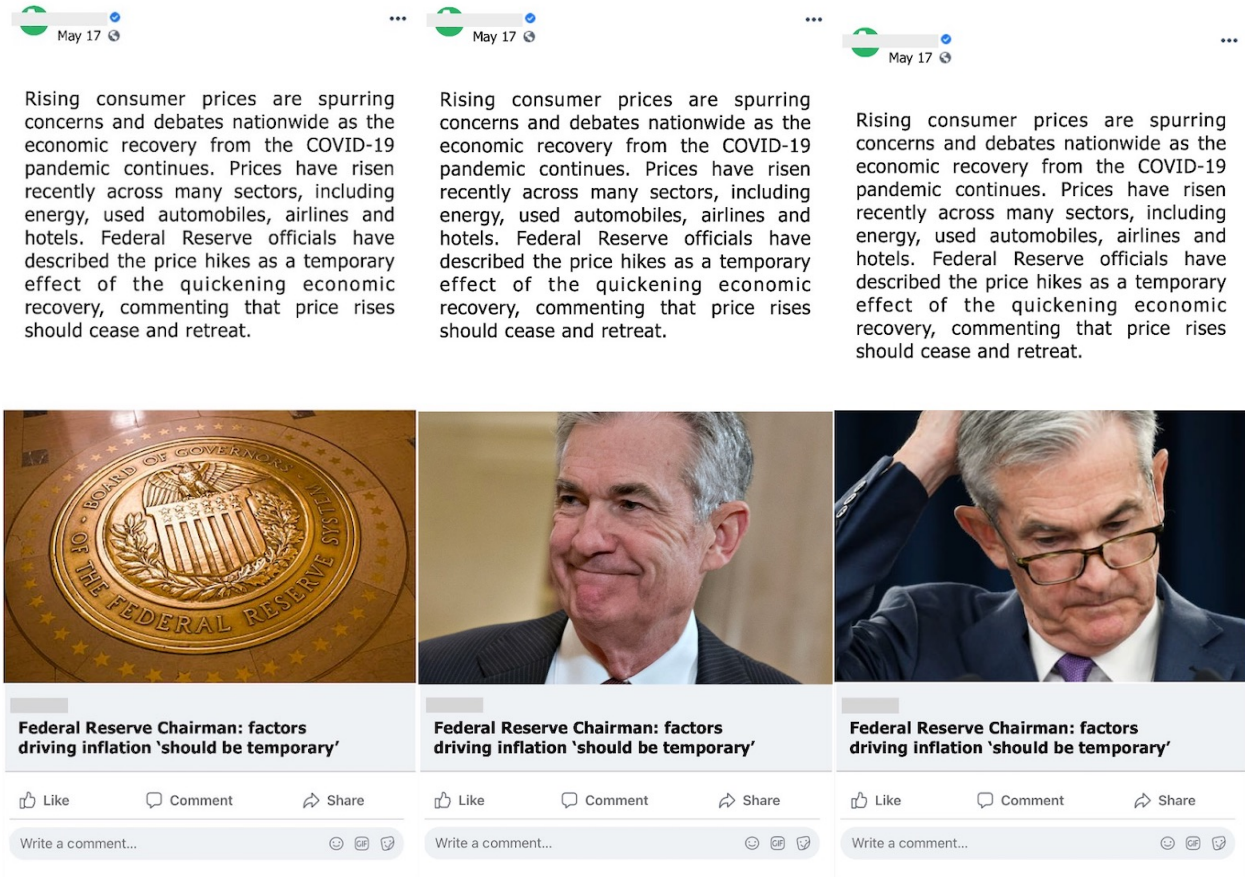 May 17
Rising consumer prices are spurring
concerns and debates nationwide as the
economic recovery from the COVID-19
pandemic continues. Prices have risen
recently across many sectors, including
energy, used automobiles, airlines and
hotels. Federal Reserve officials have
described the price hikes as a temporary
effect of the quickening economic
recovery, commenting that price rises
should cease and retreat.
BOARD OF GOVERNORS
OF THE FEDERAL RESERVE SYSTEM
Federal Reserve Chairman: factors
driving inflation ‘should be temporary’
Like Comment Share
Write a comment... GIF
May 17
Rising consumer prices are spurring
concerns and debates nationwide as the
economic recovery from the COVID-19
pandemic continues. Prices have risen
recently across many sectors, including
energy, used automobiles, airlines and
hotels. Federal Reserve officials have
described the price hikes as a temporary
effect of the quickening economic
recovery, commenting that price rises
should cease and retreat.
Federal Reserve Chairman: factors
driving inflation ‘should be temporary’
Like Comment Share
Write a comment... GIF
May 17
Rising consumer prices are spurring
concerns and debates nationwide as the
economic recovery from the COVID-19
pandemic continues. Prices have risen
recently across many sectors, including
energy, used automobiles, airlines and
hotels. Federal Reserve officials have
described the price hikes as a temporary
effect of the quickening economic
recovery, commenting that price rises
should cease and retreat.
Federal Reserve Chairman: factors
driving inflation ‘should be temporary’
Like Comment Share
Write a comment... GIF